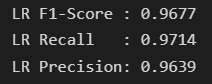 LR F1-Score : 0.9677
LR Recall   : 0.9714
LR Precision: 0.9639